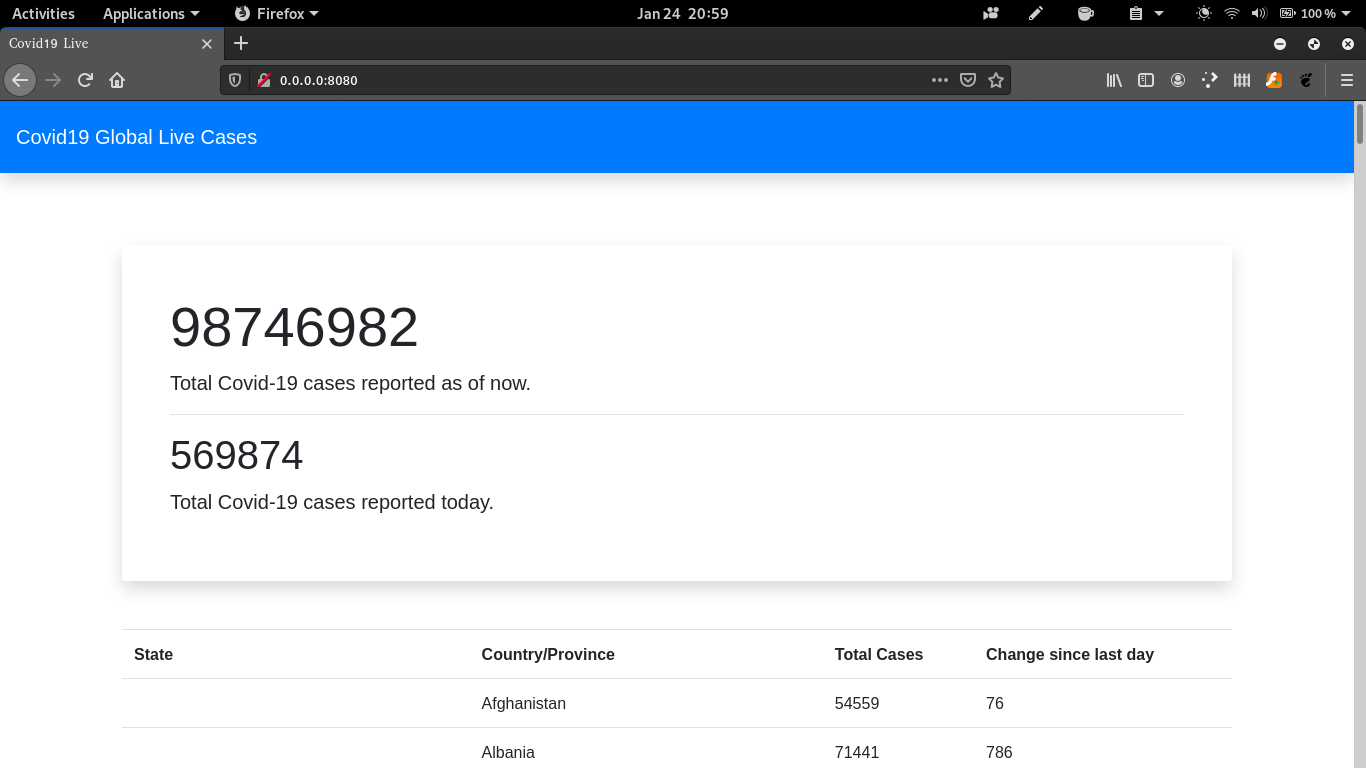 Activities Applications Firefox Jan 24 20:59 100 %
Covid19 Live
0.0.0.0:8080
Covid19 Global Live Cases
98746982
Total Covid-19 cases reported as of now.
569874
Total Covid-19 cases reported today.
State Country/Province Total Cases Change since last day
Afghanistan 54559 76
Albania 71441 786